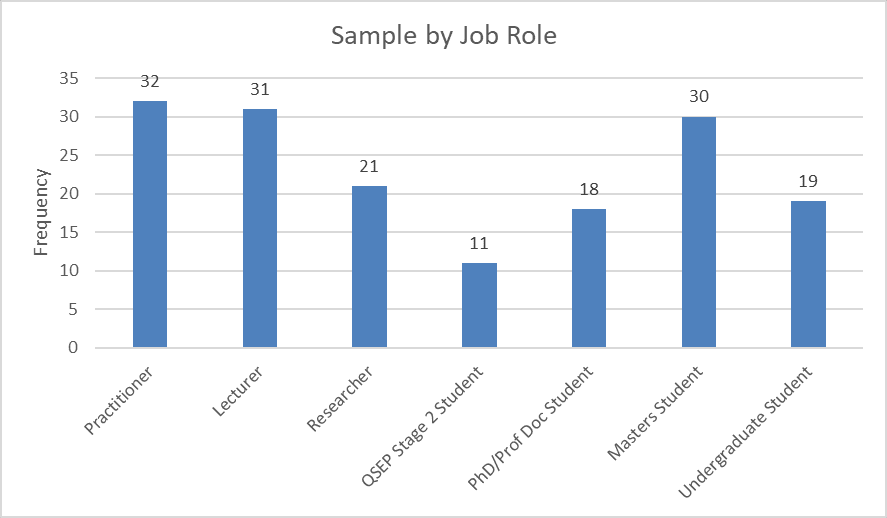 Sample by Job Role
Frequency
35
30
25
20
15
10
5
0
32
31
21
11
18
30
19
Practitioner
Lecturer
Researcher
QSEP Stage 2 Student
PhD/Prof Doc Student
Masters Student
Undergraduate Student